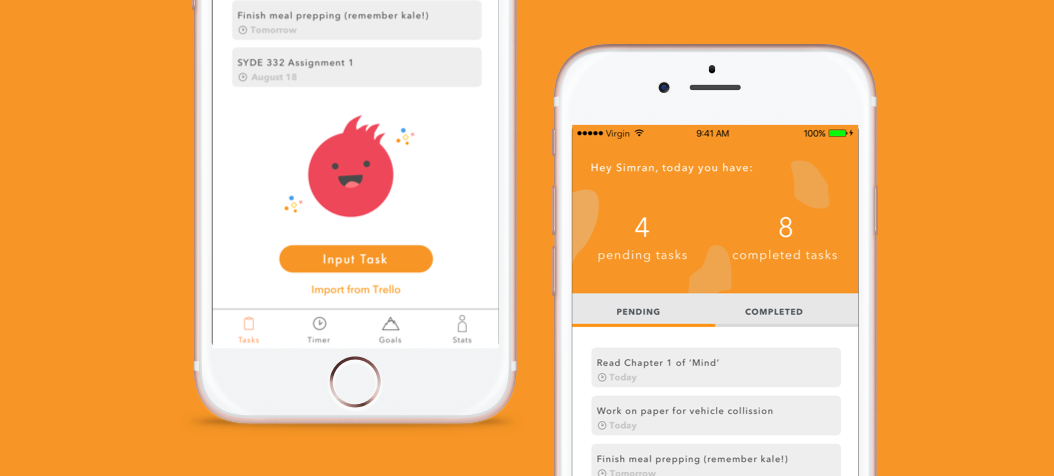 Finish meal prepping (remember kale!)
Tomorrow
SYDE 332 Assignment 1
August 18
Input Task
Import from Trello
Tasks
Timer
Goals
Stats
Virgin
9:41 AM
100%
Hey Simran, today you have:
4
pending tasks
8
completed tasks
PENDING
COMPLETED
Read Chapter 1 of ‘Mind’
Today
Work on paper for vehicle collission
Today
Finish meal prepping (remember kale!)
Tomorrow